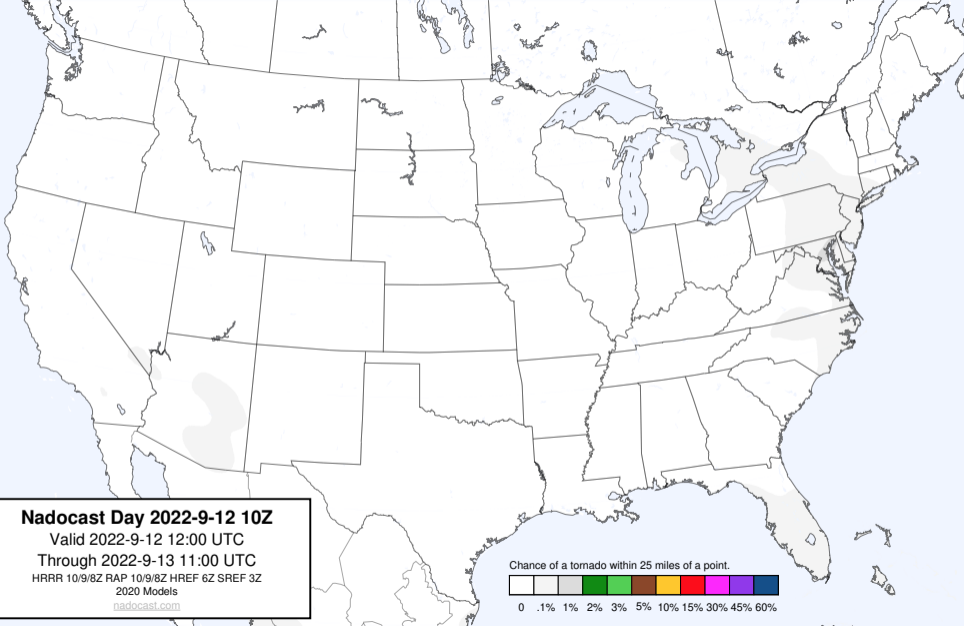 Nadocast Day 2022-9-12 10Z
Valid 2022-9-12 12:00 UTC
Through 2022-9-13 11:00 UTC
HRRR 10/9/8Z RAP 10/9/8Z HREF 6Z SREF 3Z
2020 Models
nadocast.com
Chance of a tornado within 25 miles of a point.
0 .1% 1% 2% 3% 5% 10% 15% 30% 45% 60%